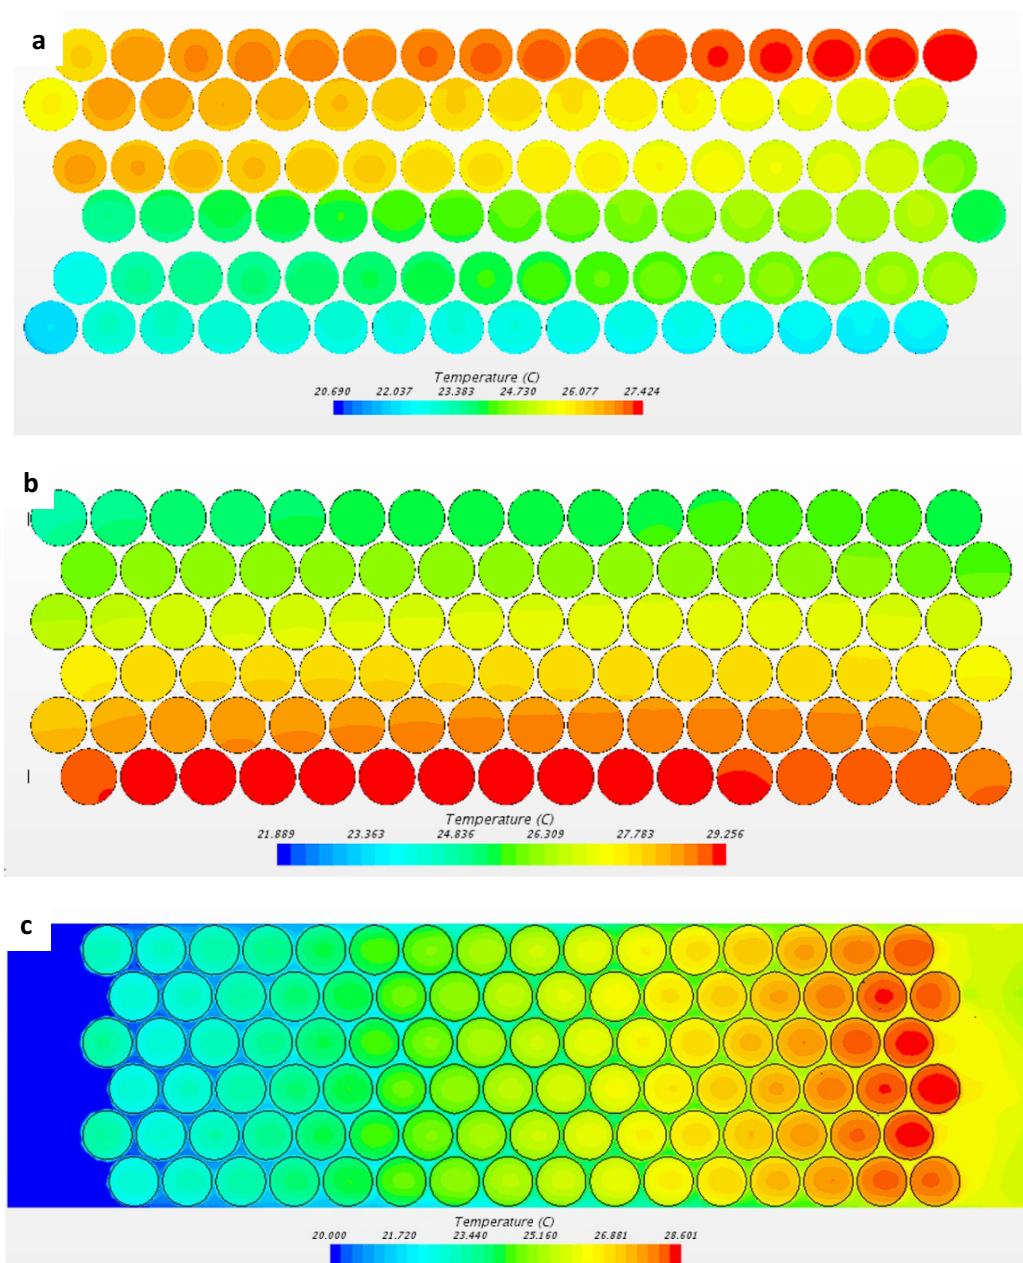 a
Temperature (C)
20.690 22.037 23.383 24.730 26.077 27.424
b
Temperature (C)
21.889 23.363 24.836 26.309 27.783 29.256
c
Temperature (C)
20.000 21.720 23.440 25.160 26.881 28.601